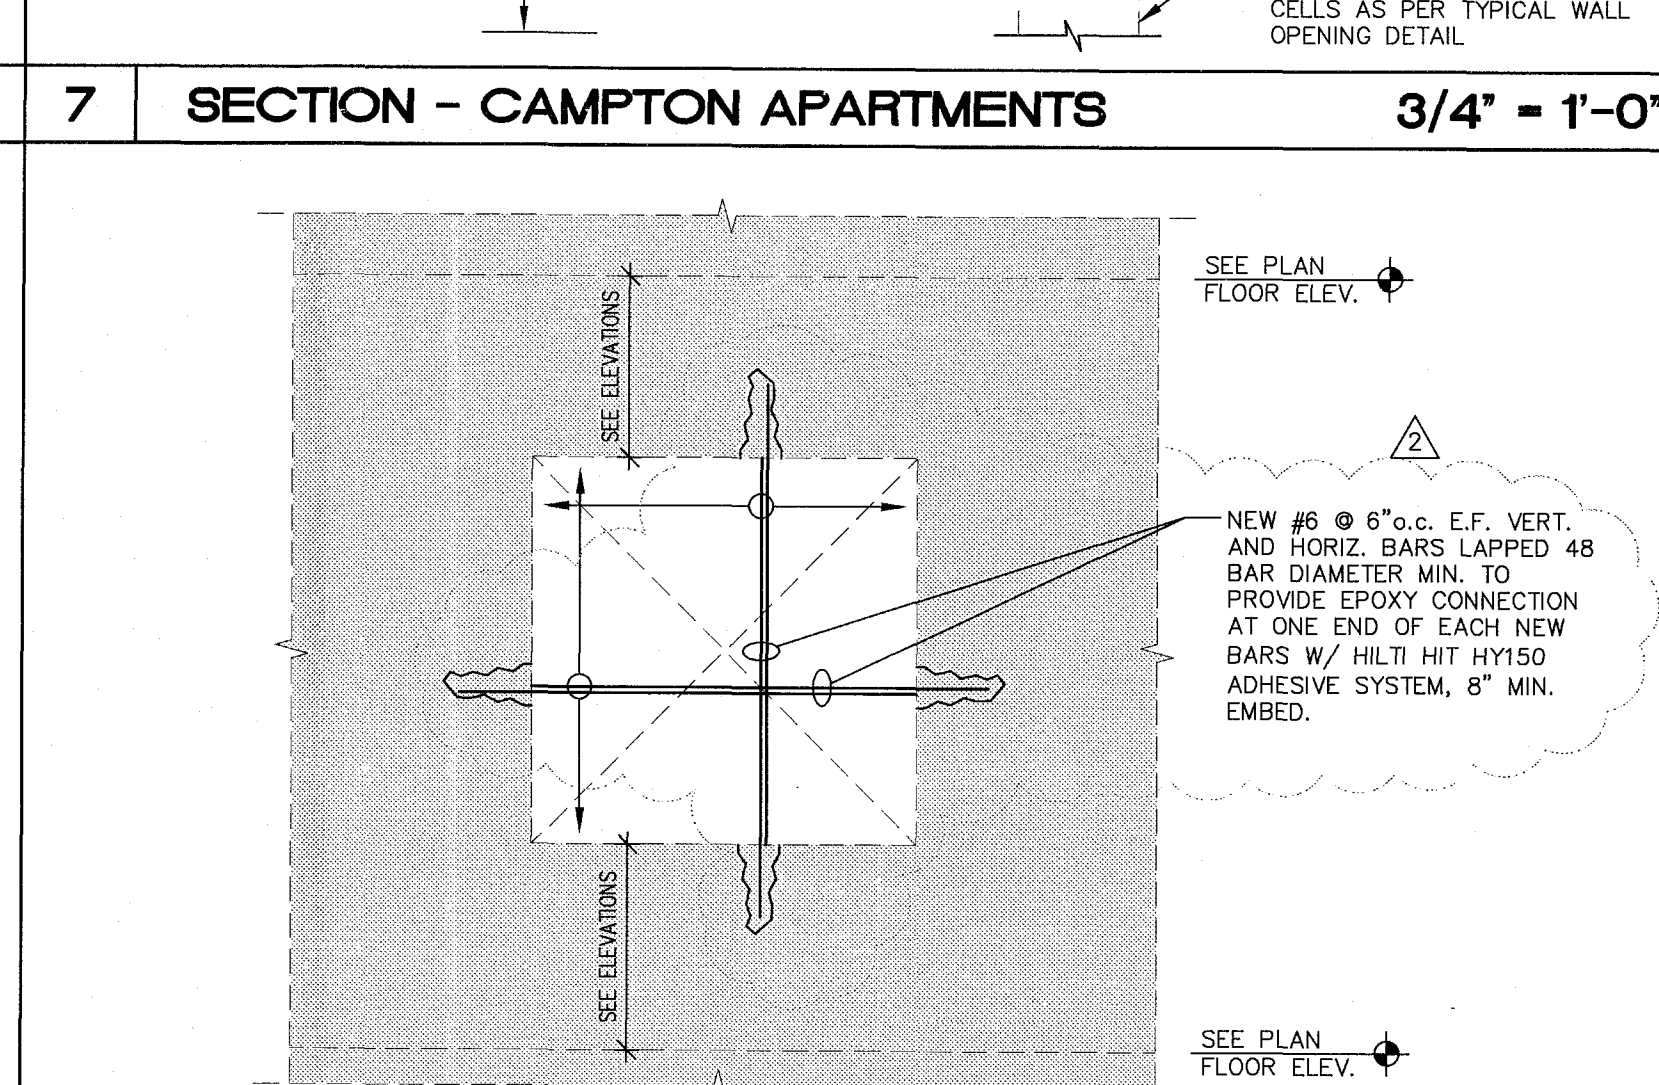 CELLS AS PER TYPICAL WALL
OPENING DETAIL
7 SECTION - CAMPTON APARTMENTS 3/4" = 1'-0"
SEE PLAN
FLOOR ELEV.
SEE ELEVATIONS
2
NEW #6 @ 6"o.c. E.F. VERT.
AND HORIZ. BARS LAPPED 48
BAR DIAMETER MIN. TO
PROVIDE EPOXY CONNECTION
AT ONE END OF EACH NEW
BARS W/ HILTI HIT HY150
ADHESIVE SYSTEM, 8" MIN.
EMBED.
SEE ELEVATIONS
SEE PLAN
FLOOR ELEV.